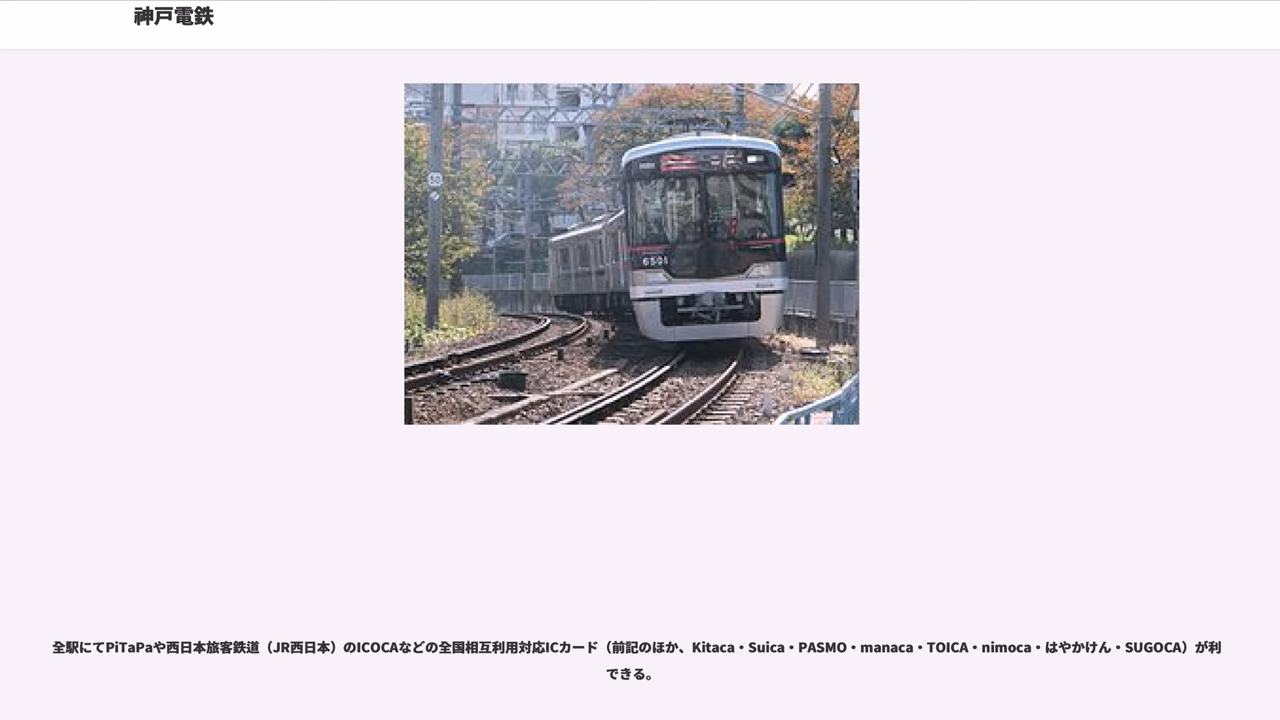 神戸電鉄
50
6501
全駅にてPiTaPaや西日本旅客鉄道（JR西日本）のICOCAなどの全国相互利用対応ICカード（前記のほか、Kitaca・Suica・PASMO・manaca・TOICA・nimoca・はやかけん・SUGOCA）が利
できる。